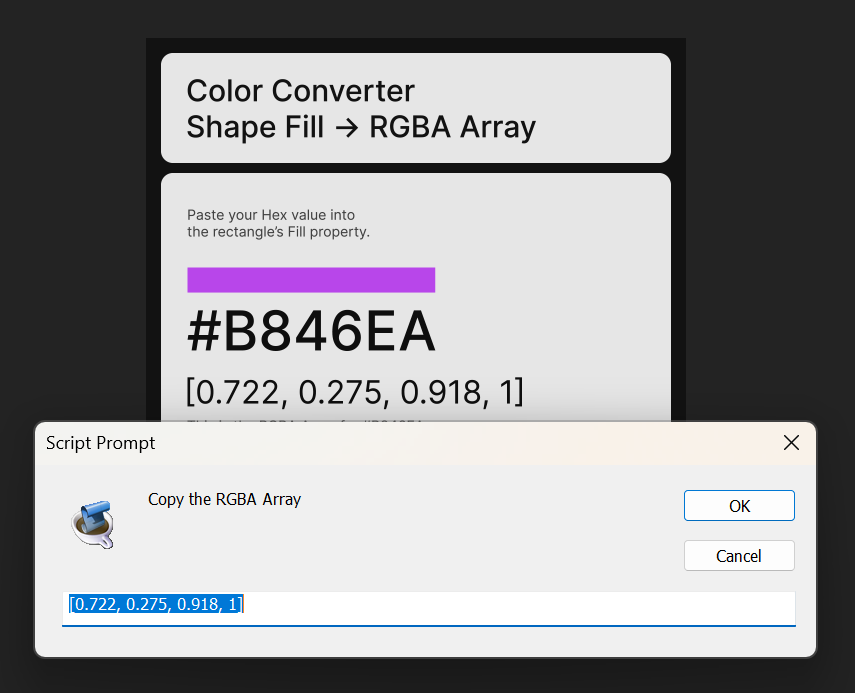 Color Converter
Shape Fill → RGBA Array
Paste your Hex value into
the rectangle’s Fill property.
#B846EA
[0.722, 0.275, 0.918, 1]
Script Prompt
Copy the RGBA Array
OK
Cancel
[0.722, 0.275, 0.918, 1]